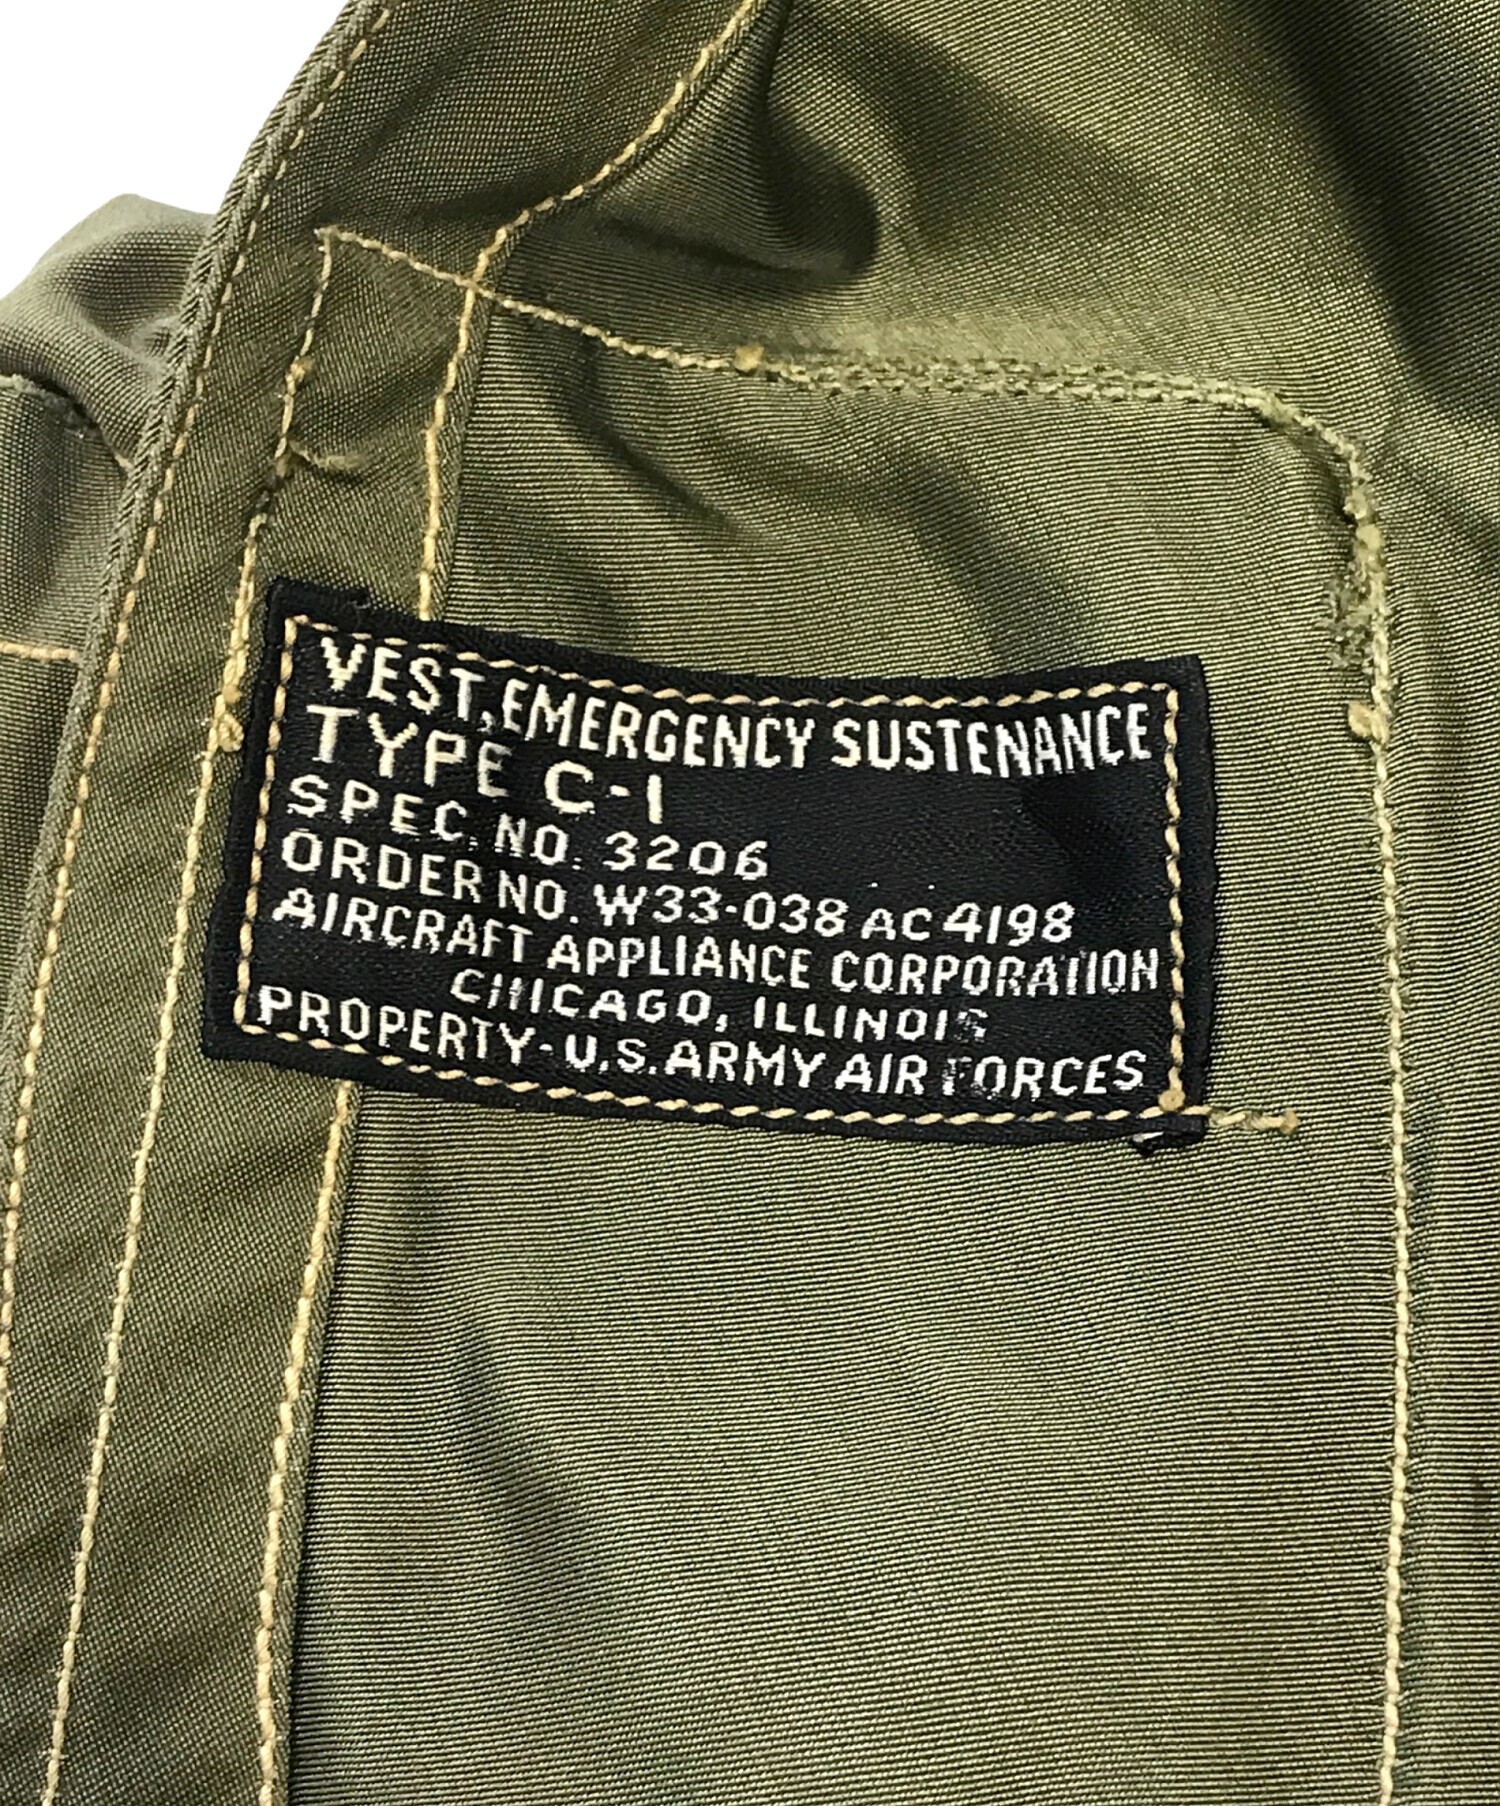 VEST, EMERGENCY SUSTENANCE
TYPE C-1
SPEC. NO. 3206
ORDER NO. W33-038 AC 4198
AIRCRAFT APPLIANCE CORPORATION
CHICAGO, ILLINOIS
PROPERTY-U.S. ARMY AIR FORCES